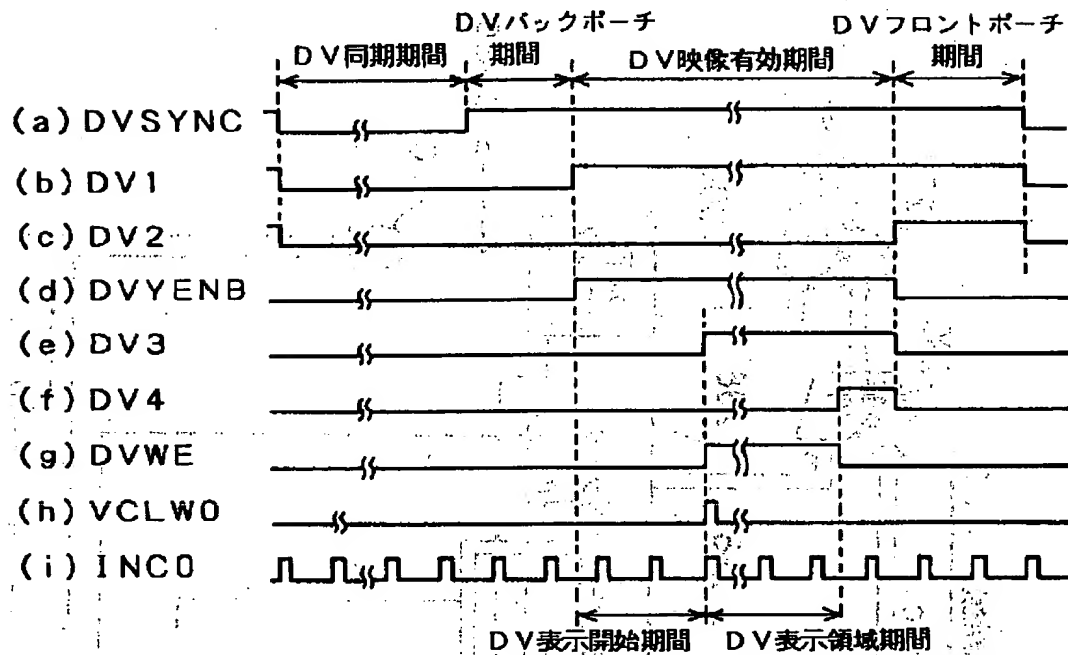 DVバックポーチ期間
DVフロントポーチ期間
DV同期期間
DV映像有効期間
(a)DVSYNC
(b)DV1
(c)DV2
(d)DVYENB
(e)DV3
(f)DV4
(g)DVWE
(h)VCLW0
(i)INC0
DV表示開始期間
DV表示領域期間